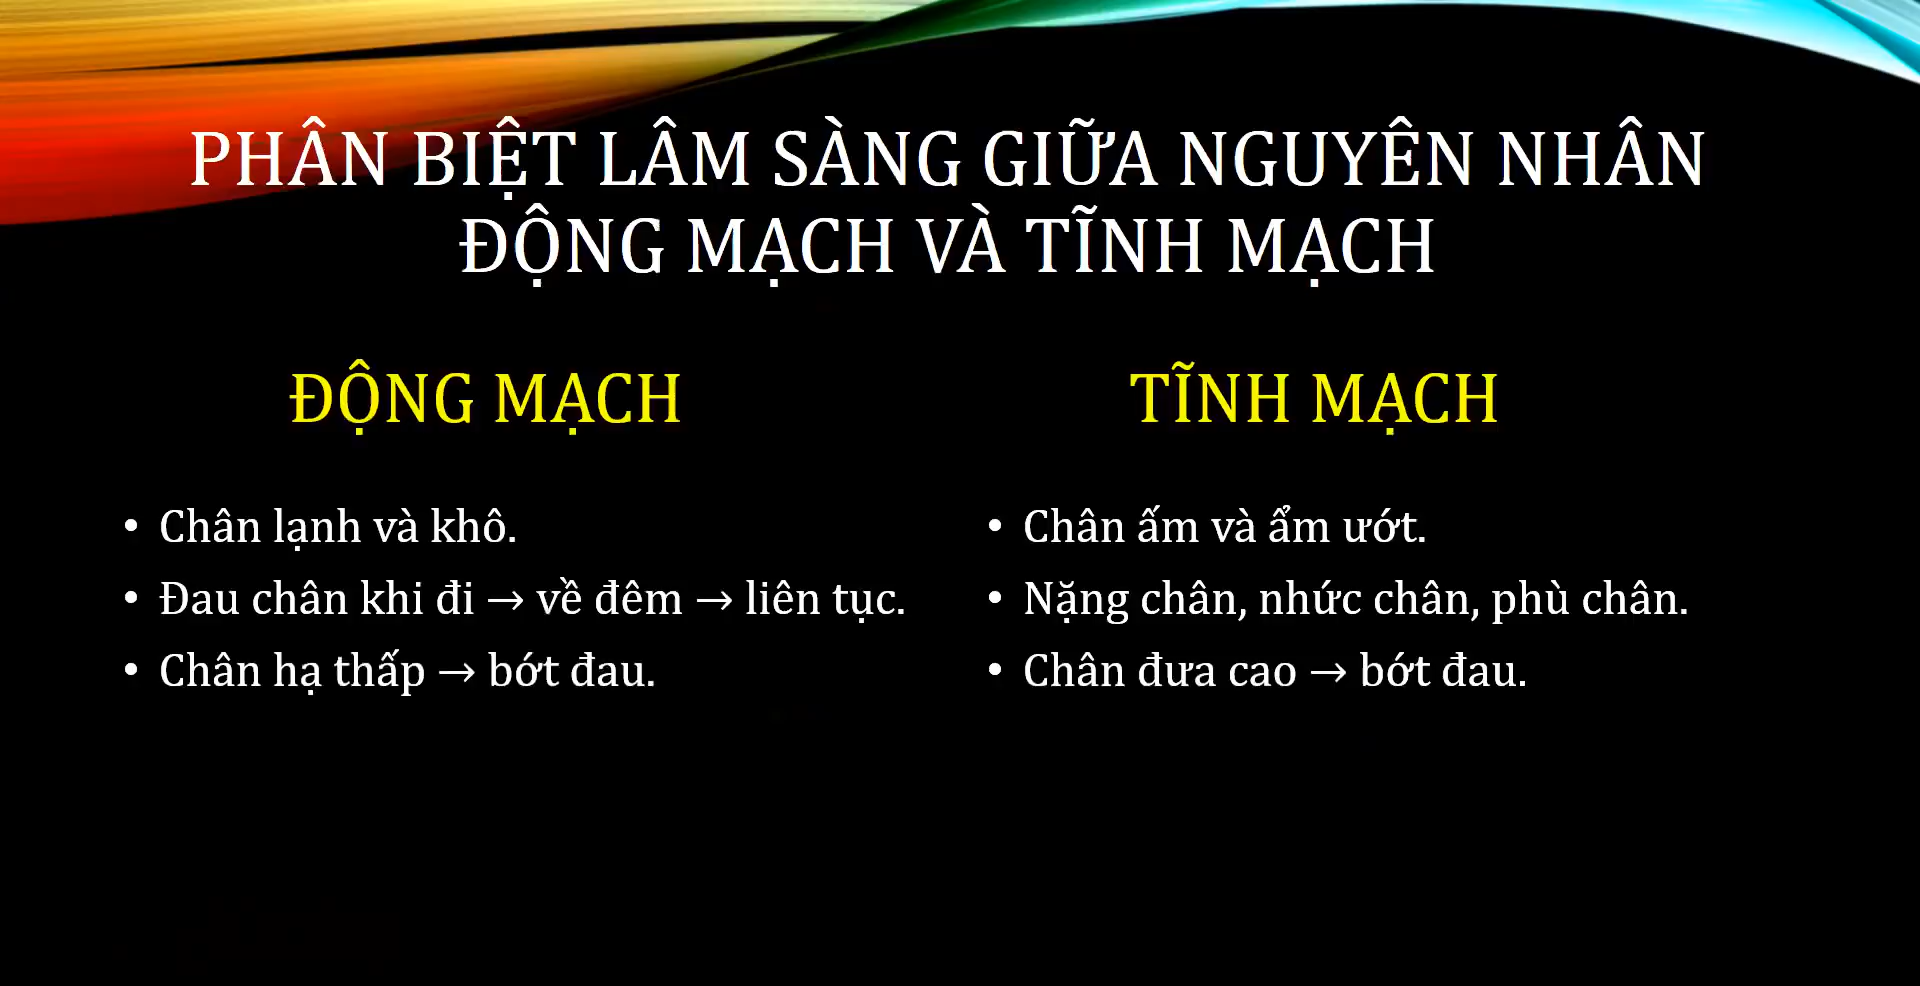 PHÂN BIỆT LÂM SÀNG GIỮA NGUYÊN NHÂN
ĐỘNG MẠCH VÀ TĨNH MẠCH
ĐỘNG MẠCH
• Chân lạnh và khô.
• Đau chân khi đi → về đêm → liên tục.
• Chân hạ thấp → bớt đau.
TĨNH MẠCH
• Chân ấm và ẩm ướt.
• Nặng chân, nhức chân, phù chân.
• Chân đưa cao → bớt đau.